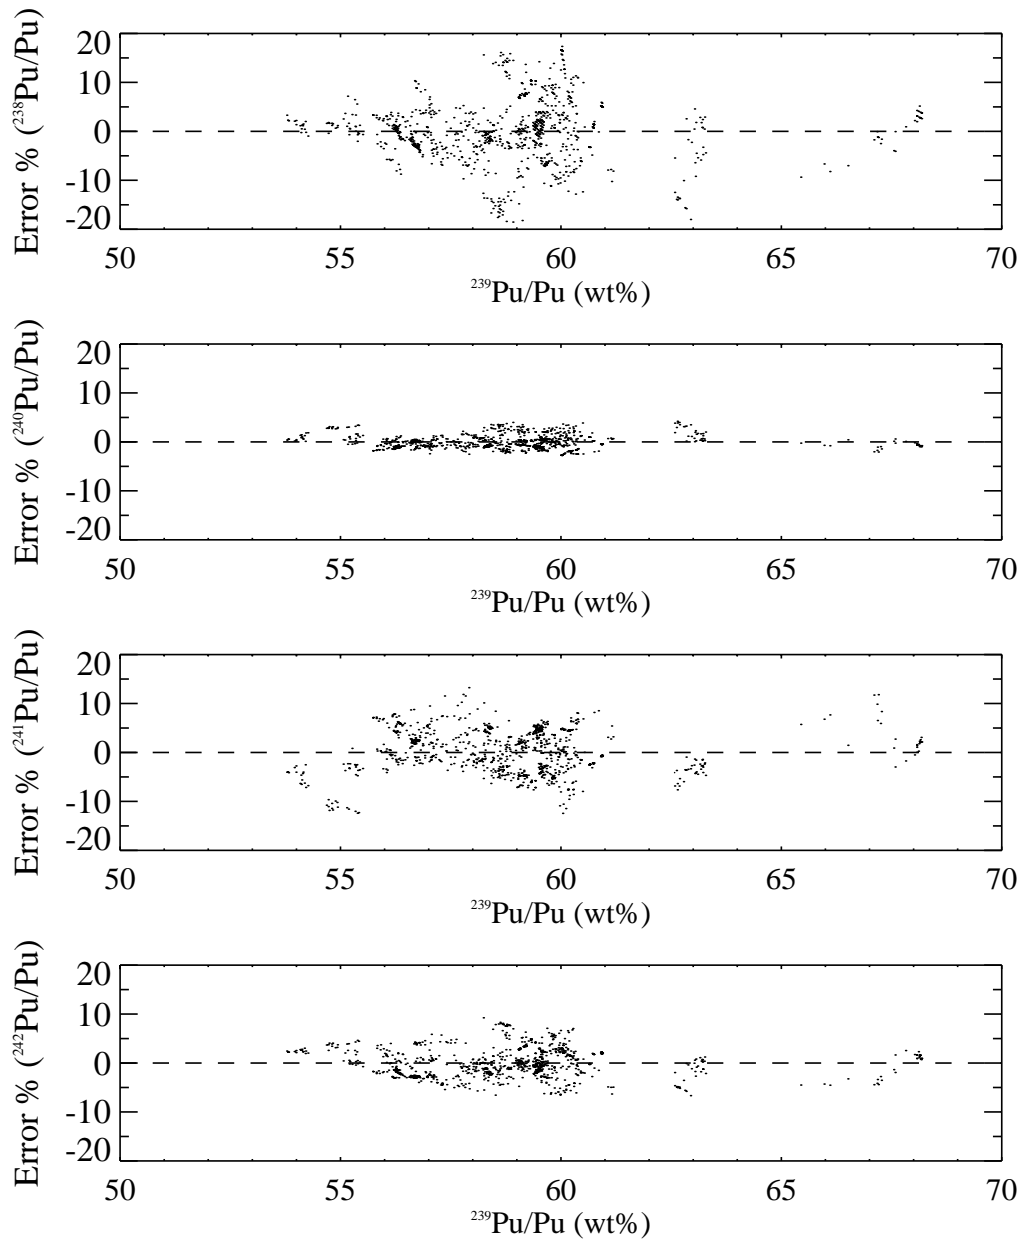 Error % (²³⁸Pu/Pu)
20
10
0
-10
-20
50 55 60 65 70
²³⁹Pu/Pu (wt%)
Error % (²⁴⁰Pu/Pu)
20
10
0
-10
-20
50 55 60 65 70
²³⁹Pu/Pu (wt%)
Error % (²⁴¹Pu/Pu)
20
10
0
-10
-20
50 55 60 65 70
²³⁹Pu/Pu (wt%)
Error % (²⁴²Pu/Pu)
20
10
0
-10
-20
50 55 60 65 70
²³⁹Pu/Pu (wt%)